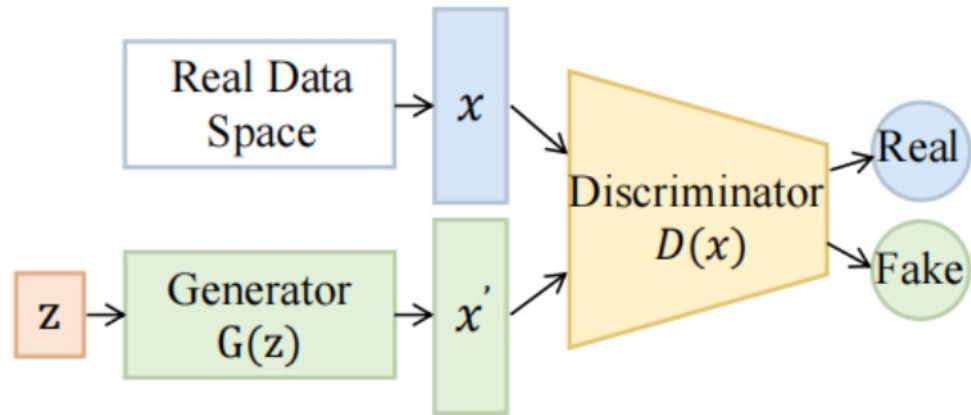 Real Data
Space
x
Discriminator
D(x)
Real
Fake
z
Generator
G(z)
x'